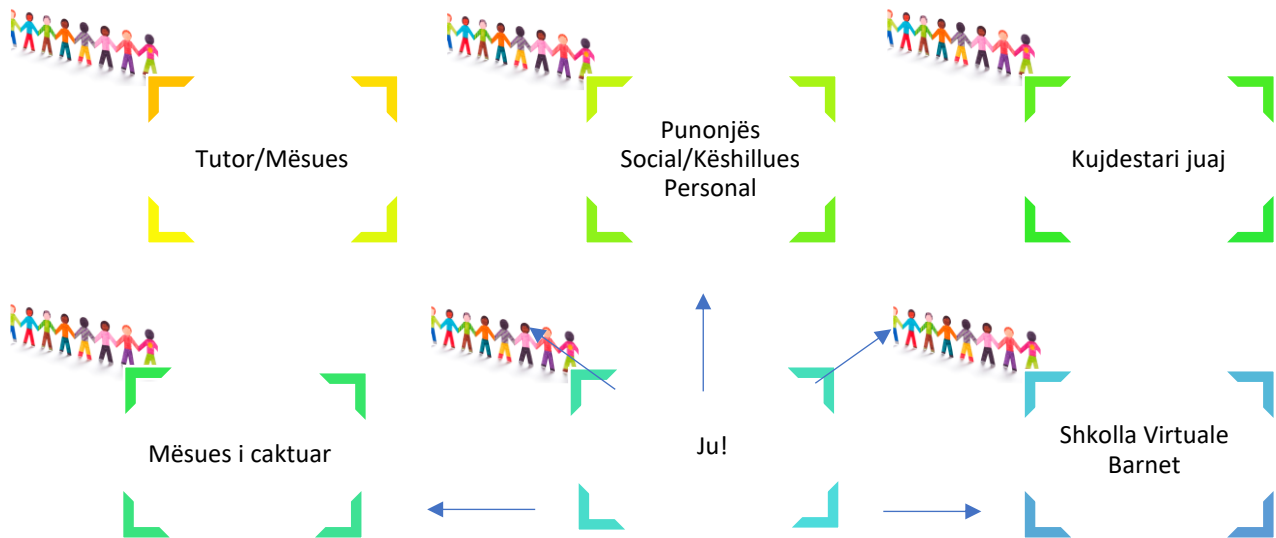 Tutor/Mësues
Punonjës
Social/Këshillues
Personal
Kujdestari juaj
Mësues i caktuar
Ju!
Shkolla Virtuale
Barnet